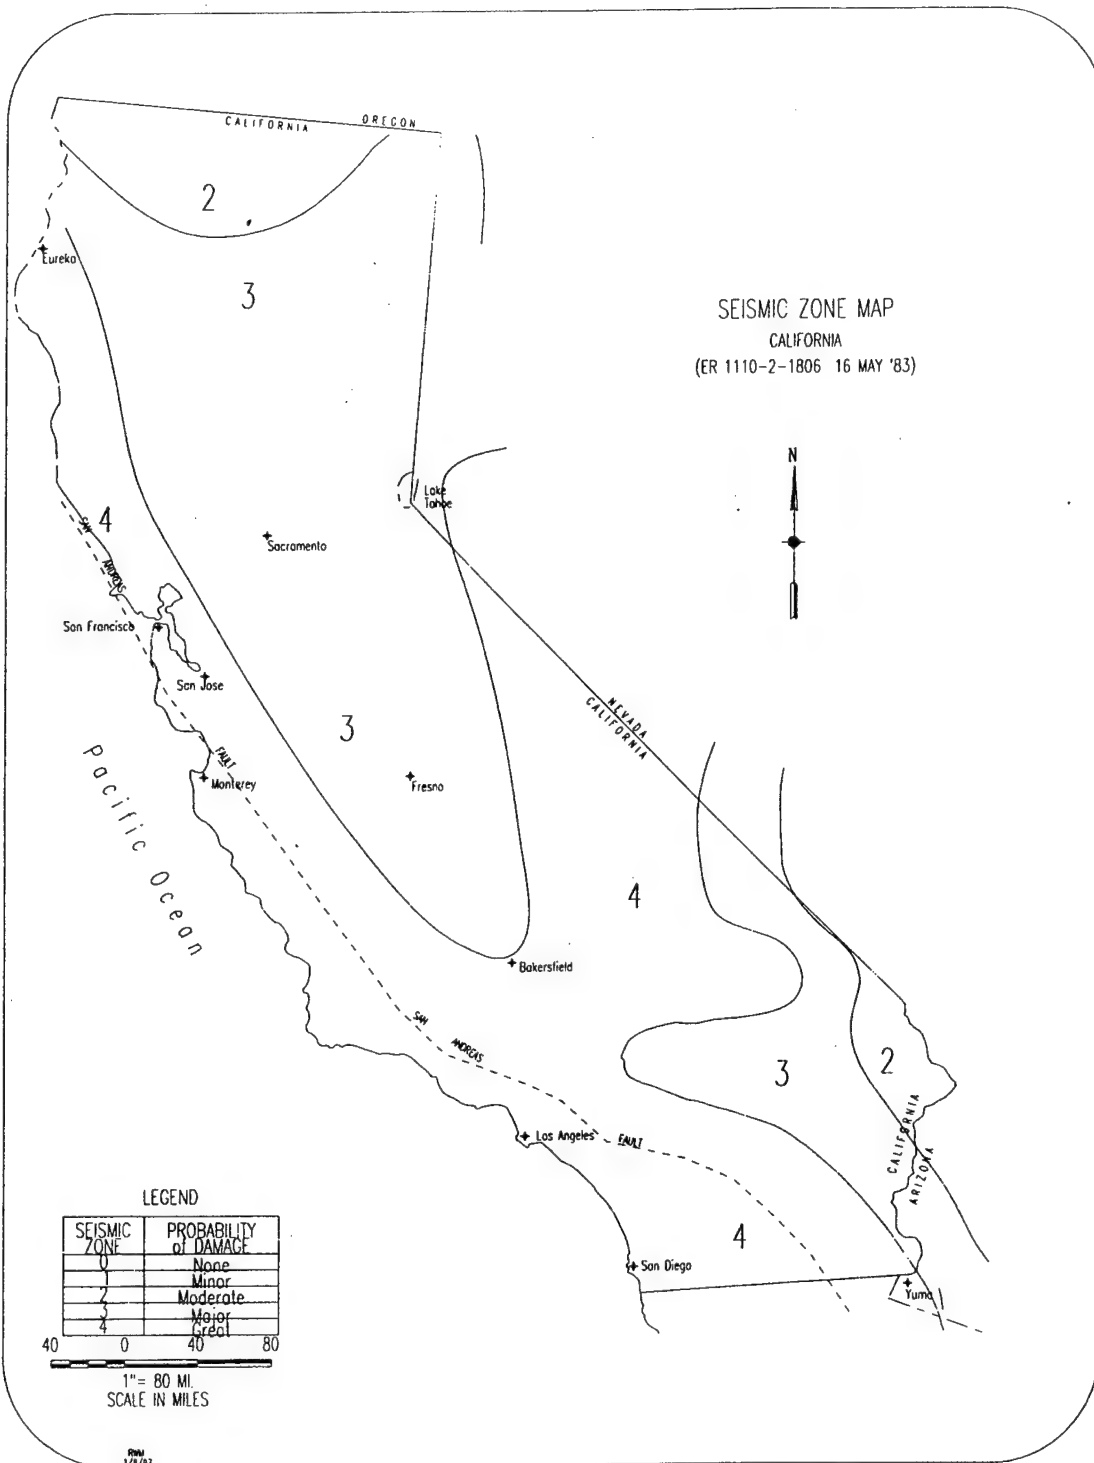 CALIFORNIA OREGON
2
Eureka
3
SEISMIC ZONE MAP
CALIFORNIA
(ER 1110-2-1806 16 MAY '83)
N
Lake
Tahoe
4
SAN ANDREAS
Sacramento
San Francisco
San Jose
NEVADA
CALIFORNIA
3
FAULT
Monterey
Fresno
Pacific Ocean
4
Bakersfield
SAN ANDREAS
3
2
CALIFORNIA
ARIZONA
Los Angeles
FAULT
4
San Diego
Yuma
LEGEND
SEISMIC ZONE PROBABILITY of DAMAGE
0 None
1 Minor
2 Moderate
3 Major
4 Great
40 0 40 80
1"= 80 MI.
SCALE IN MILES
RWM